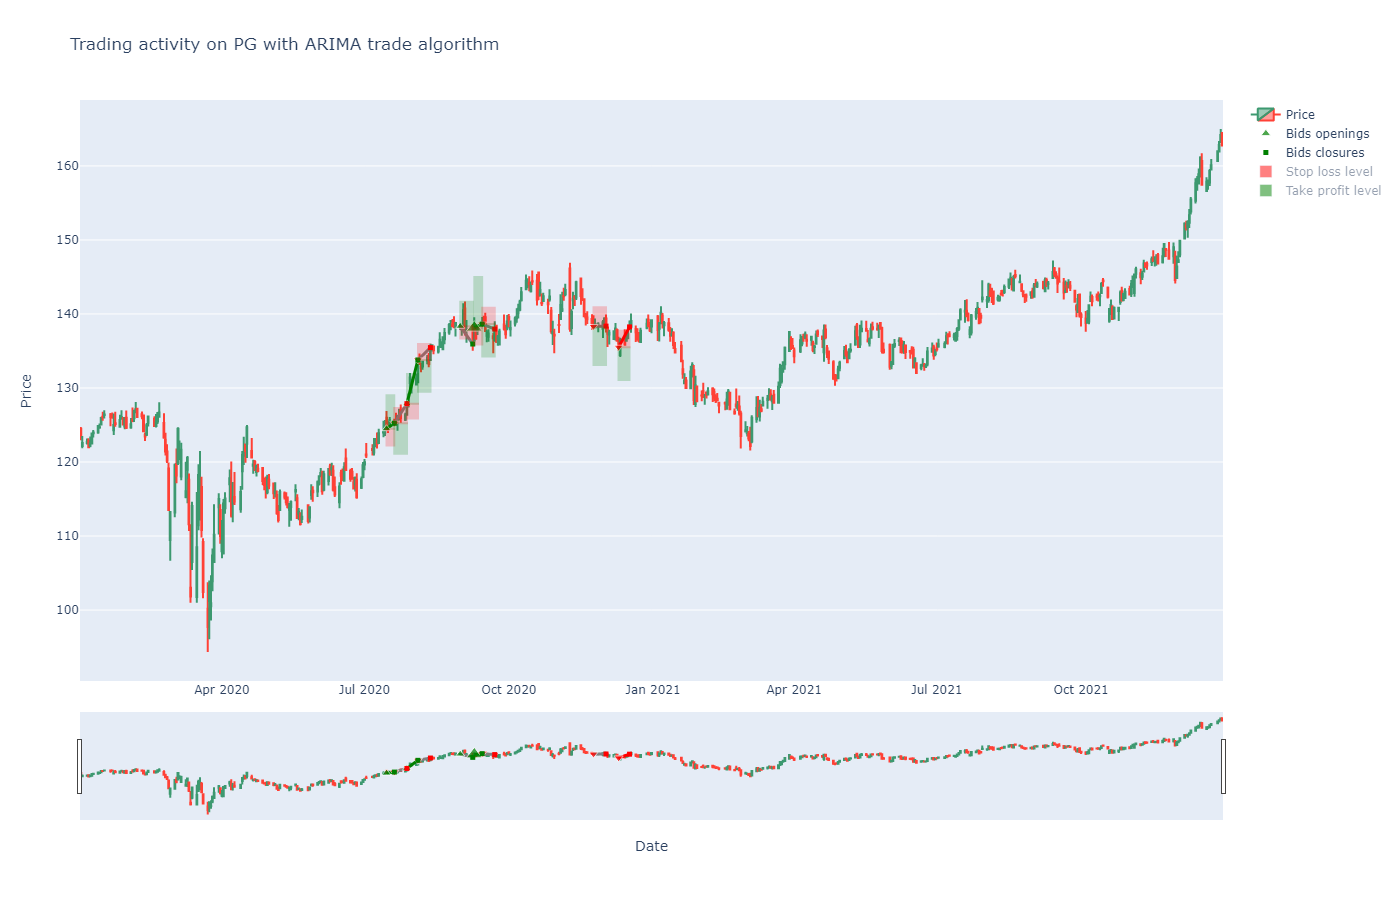 Trading activity on PG with ARIMA trade algorithm
Price
Bids openings
Bids closures
Stop loss level
Take profit level
160
150
140
130
120
110
100
Price
Apr 2020
Jul 2020
Oct 2020
Jan 2021
Apr 2021
Jul 2021
Oct 2021
Date